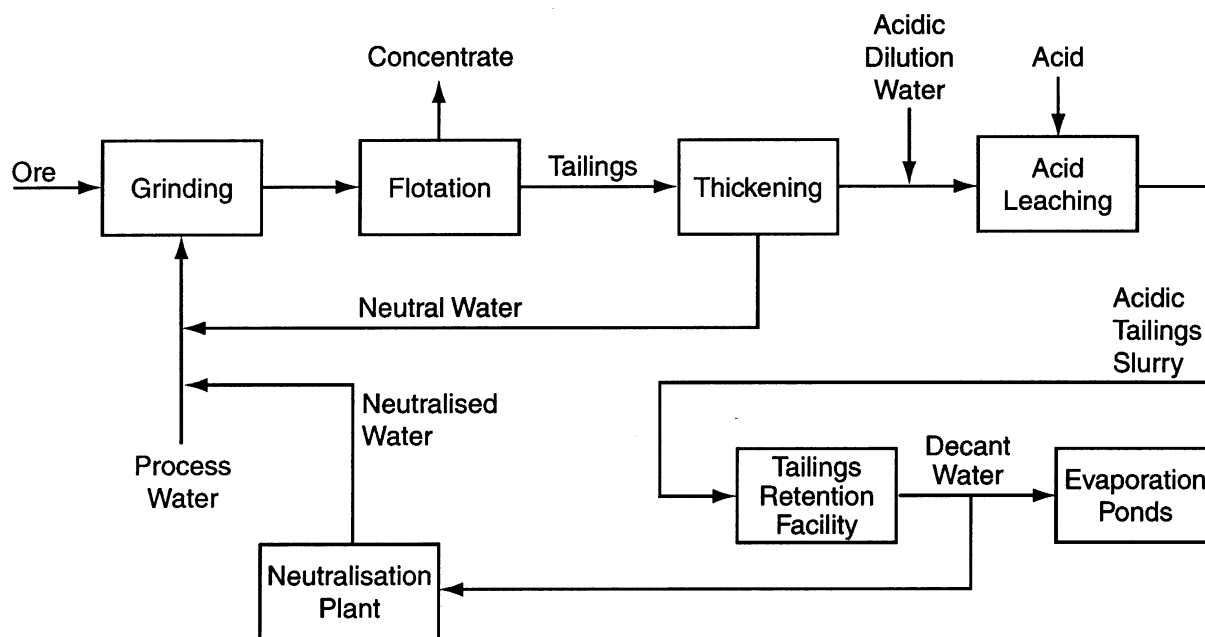 Concentrate
Acidic
Dilution
Water
Acid
Ore
Grinding
Flotation
Tailings
Thickening
Acid
Leaching
Neutral Water
Acidic
Tailings
Slurry
Neutralised
Water
Process
Water
Decant
Water
Tailings
Retention
Facility
Evaporation
Ponds
Neutralisation
Plant